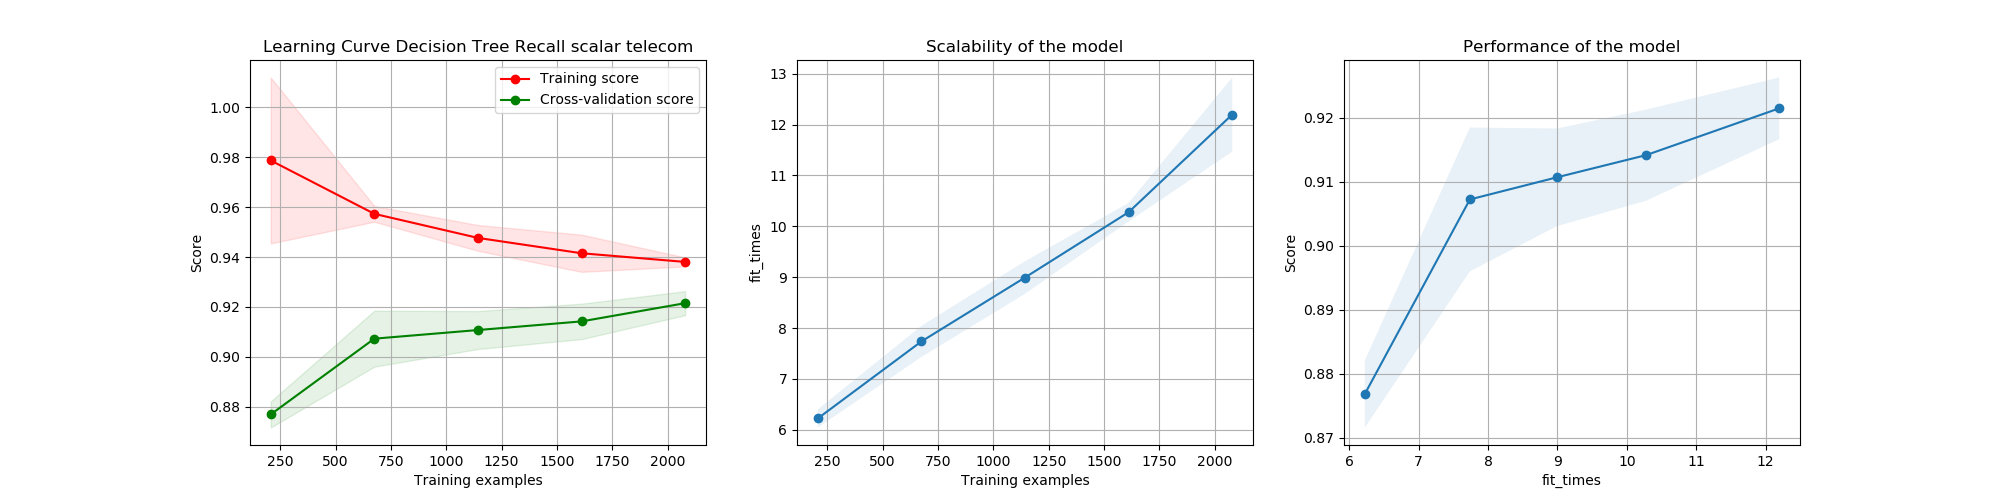 Learning Curve Decision Tree Recall scalar telecom
Training score
Cross-validation score
1.00
0.98
0.96
0.94
0.92
0.90
0.88
Score
250 500 750 1000 1250 1500 1750 2000
Training examples
Scalability of the model
13
12
11
10
9
8
7
6
fit_times
250 500 750 1000 1250 1500 1750 2000
Training examples
Performance of the model
0.92
0.91
0.90
0.89
0.88
0.87
Score
6 7 8 9 10 11 12
fit_times